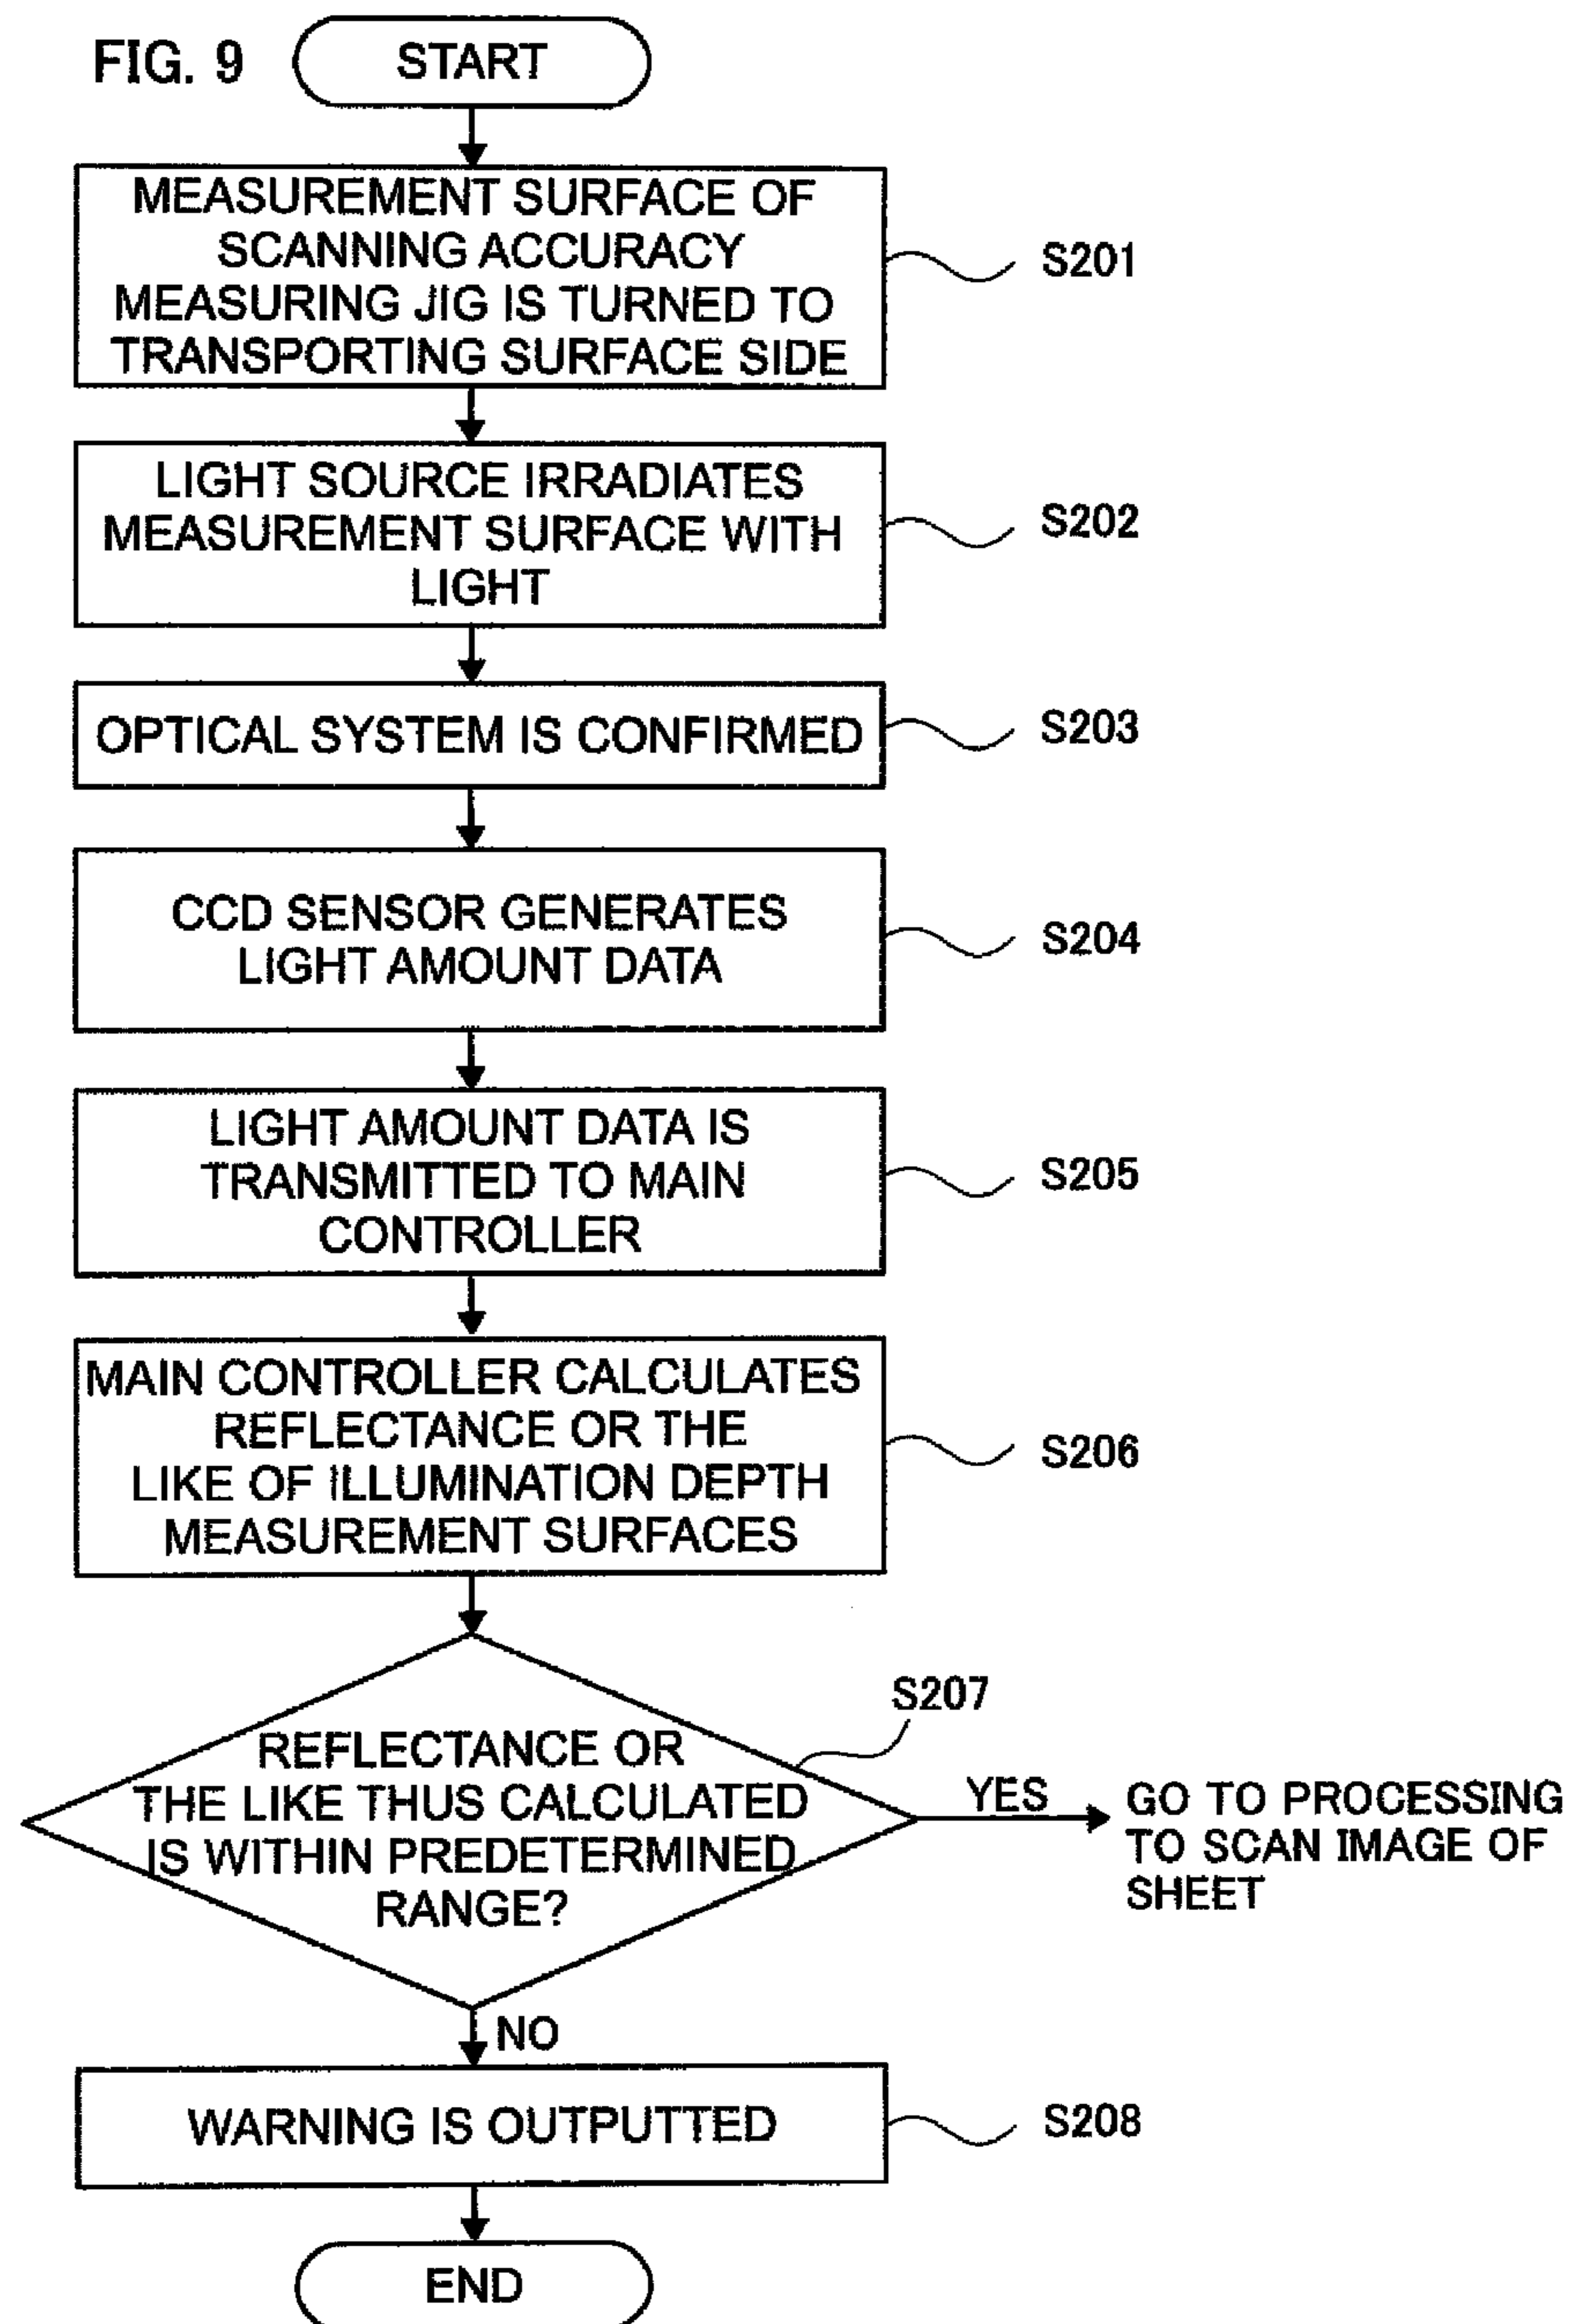 FIG. 9
START
MEASUREMENT SURFACE OF
SCANNING ACCURACY
MEASURING JIG IS TURNED TO
TRANSPORTING SURFACE SIDE
S201
LIGHT SOURCE IRRADIATES
MEASUREMENT SURFACE WITH
LIGHT
S202
OPTICAL SYSTEM IS CONFIRMED
S203
CCD SENSOR GENERATES
LIGHT AMOUNT DATA
S204
LIGHT AMOUNT DATA IS
TRANSMITTED TO MAIN
CONTROLLER
S205
MAIN CONTROLLER CALCULATES
REFLECTANCE OR THE
LIKE OF ILLUMINATION DEPTH
MEASUREMENT SURFACES
S206
S207
REFLECTANCE OR
THE LIKE THUS CALCULATED
IS WITHIN PREDETERMINED
RANGE?
YES
GO TO PROCESSING
TO SCAN IMAGE OF
SHEET
NO
WARNING IS OUTPUTTED
S208
END